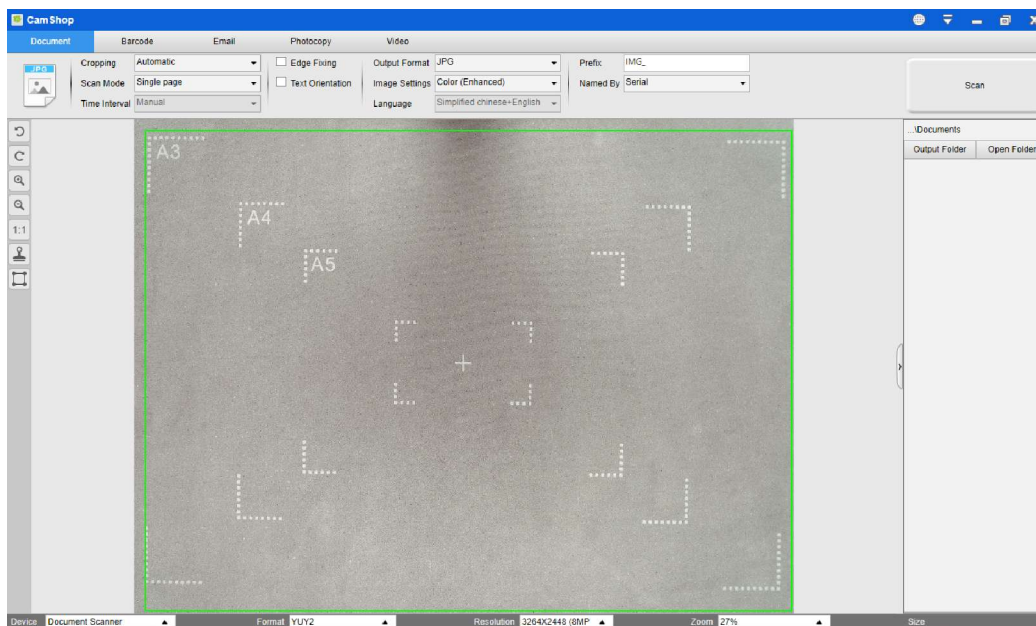 CamShop
Document Barcode Email Photocopy Video
JPG
Cropping Automatic
Scan Mode Single page
Time Interval Manual
Edge Fixing
Text Orientation
Output Format JPG
Image Settings Color (Enhanced)
Language Simplified chinese+English
Prefix IMG_
Named By Serial
Scan
...\Documents
Output Folder Open Folder
1:1
A3
A4
A5
Device Document Scanner Format YUY2 Resolution 3264X2448 (8MP Zoom 27% Size